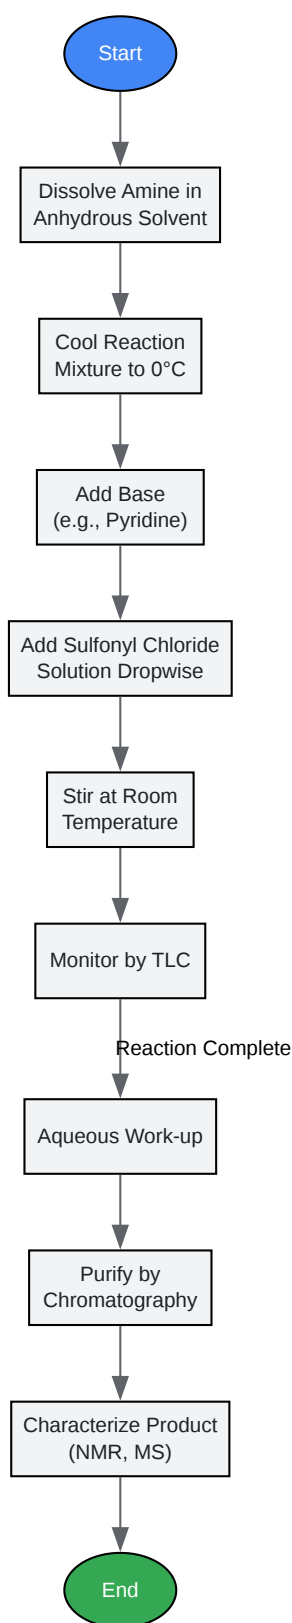 Start
Dissolve Amine in
Anhydrous Solvent
Cool Reaction
Mixture to 0°C
Add Base
(e.g., Pyridine)
Add Sulfonyl Chloride
Solution Dropwise
Stir at Room
Temperature
Monitor by TLC
Reaction Complete
Aqueous Work-up
Purify by
Chromatography
Characterize Product
(NMR, MS)
End